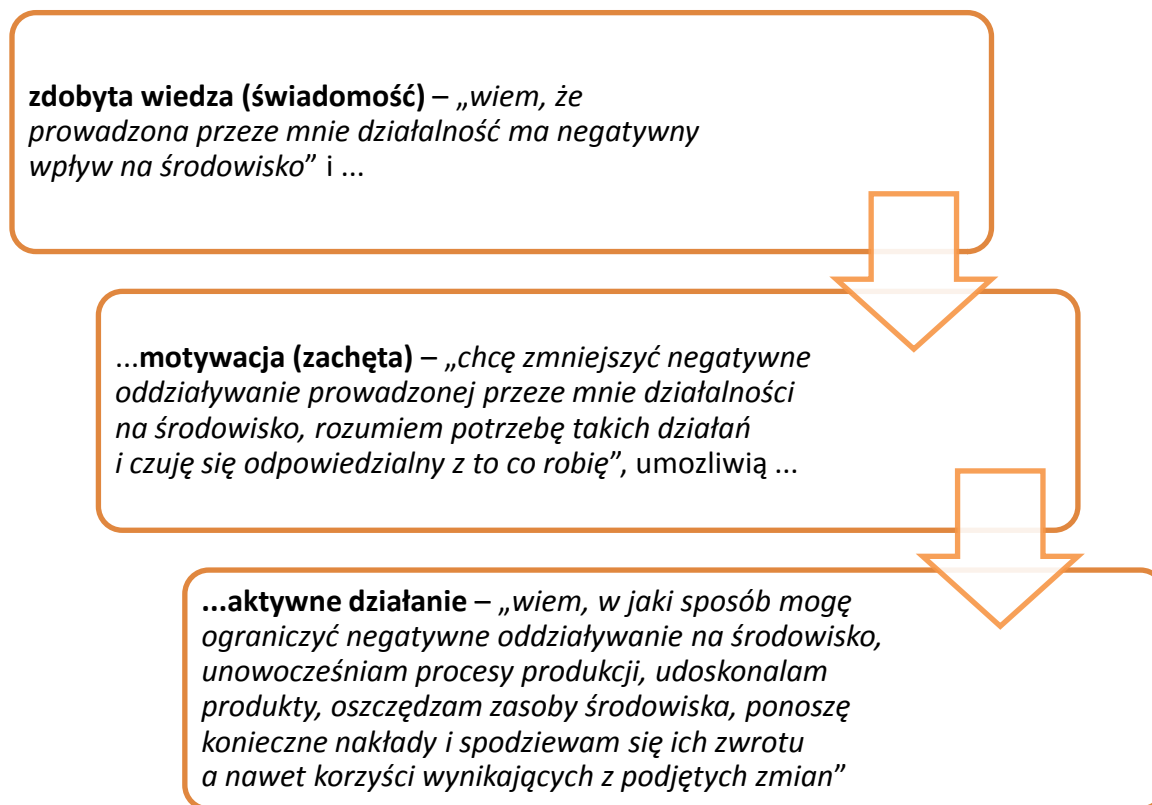 zdobyta wiedza (świadomość) – „wiem, że
prowadzona przeze mnie działalność ma negatywny
wpływ na środowisko” i ...
...motywacja (zachęta) – „chcę zmniejszyć negatywne
oddziaływanie prowadzonej przeze mnie działalności
na środowisko, rozumiem potrzebę takich działań
i czuję się odpowiedzialny z to co robię”, umozliwią ...
...aktywne działanie – „wiem, w jaki sposób mogę
ograniczyć negatywne oddziaływanie na środowisko,
unowocześniam procesy produkcji, udoskonalam
produkty, oszczędzam zasoby środowiska, ponoszę
konieczne nakłady i spodziewam się ich zwrotu
a nawet korzyści wynikających z podjętych zmian”